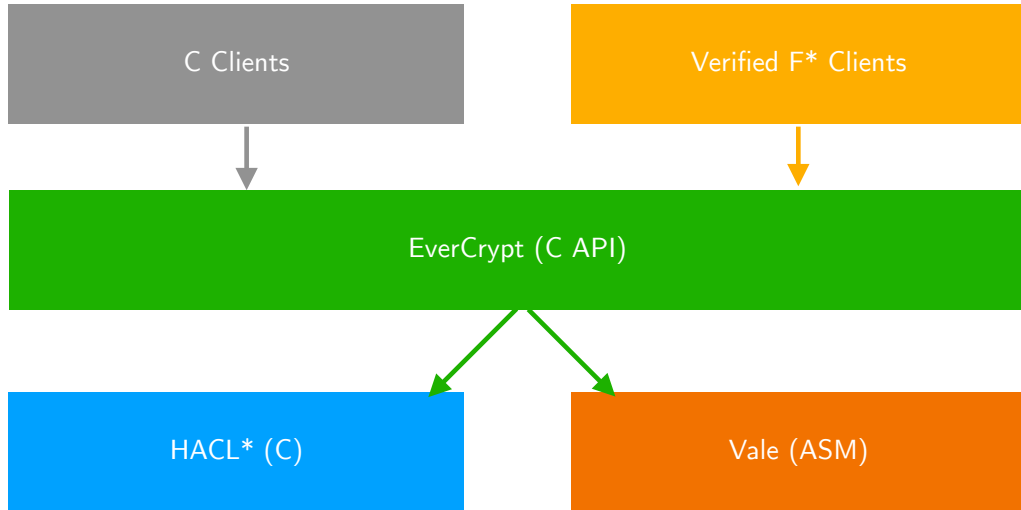 C Clients
Verified F* Clients
EverCrypt (C API)
HACL* (C)
Vale (ASM)